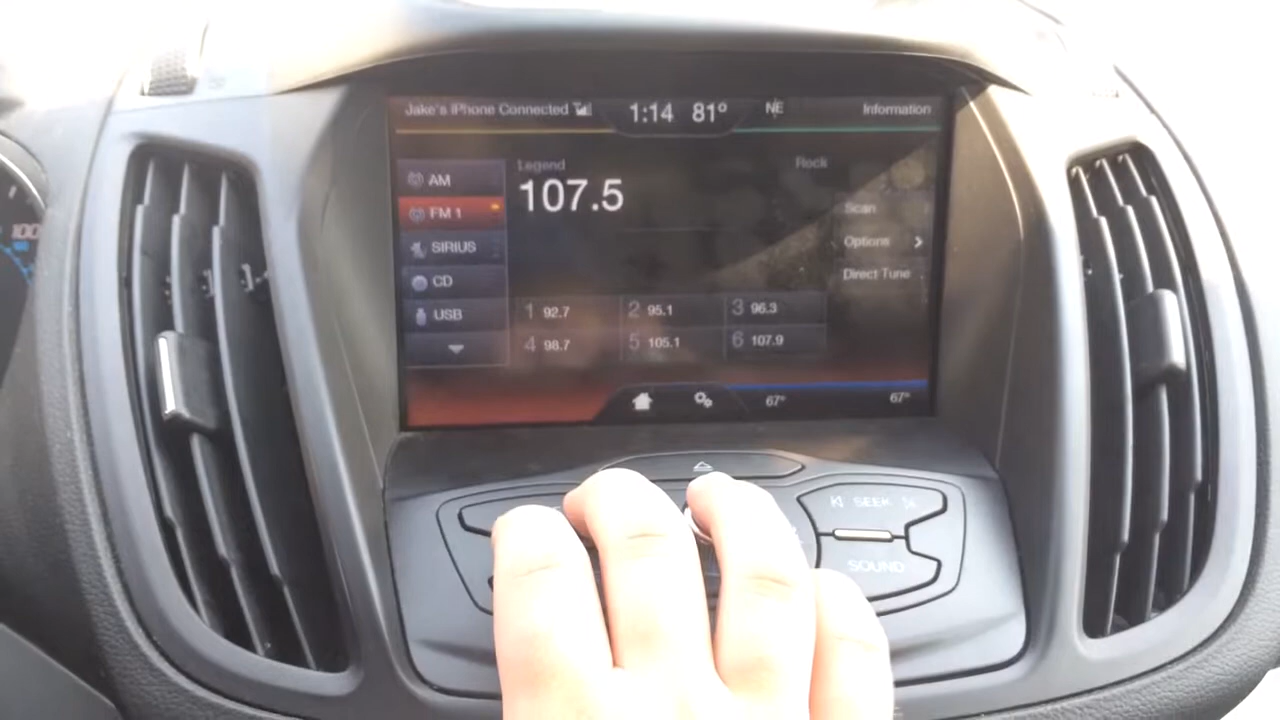 Jake's iPhone Connected
1:14 81°
NE
Information
Legend
Rock
107.5
AM
FM 1
SIRIUS
CD
USB
Scan
Options
Direct Tune
1 92.7
2 95.1
3 96.3
4 98.7
5 105.1
6 107.9
67°
67°
SEEK
SOUND
100